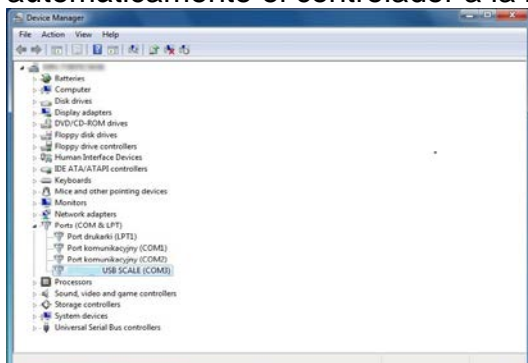 automáticamente el controlador a la
Device Manager
File Action View Help
Batteries
Computer
Disk drives
Display adapters
DVD/CD-ROM drives
Floppy disk drives
Floppy drive controllers
Human Interface Devices
IDE ATA/ATAPI controllers
Keyboards
Mice and other pointing devices
Monitors
Network adapters
Ports (COM & LPT)
Port drukarki (LPT1)
Port komunikacyjny (COM1)
Port komunikacyjny (COM2)
USB SCALE (COM3)
Processors
Sound, video and game controllers
Storage controllers
System devices
Universal Serial Bus controllers